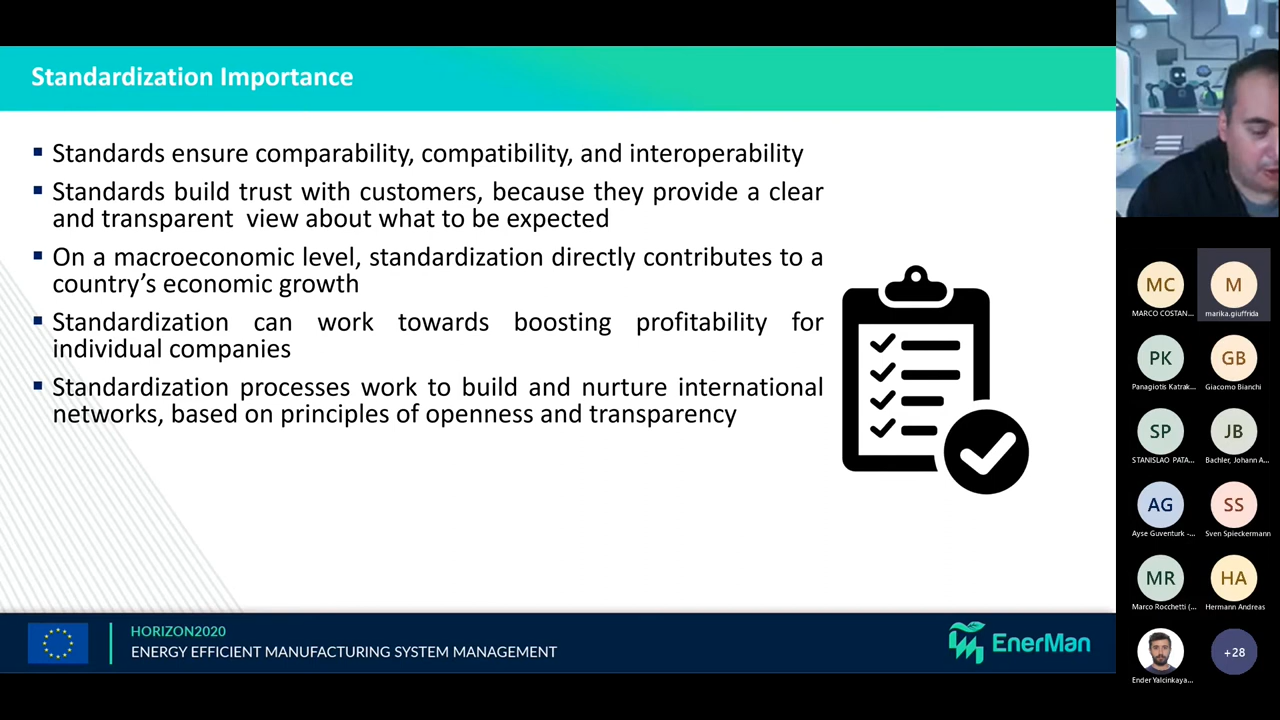 Standardization Importance
▪ Standards ensure comparability, compatibility, and interoperability
▪ Standards build trust with customers, because they provide a clear
and transparent  view about what to be expected
▪ On a macroeconomic level, standardization directly contributes to a
country’s economic growth
▪ Standardization can work towards boosting profitability for
individual companies
▪ Standardization processes work to build and nurture international
networks, based on principles of openness and transparency
HORIZON2020
ENERGY EFFICIENT MANUFACTURING SYSTEM MANAGEMENT
EnerMan
MC
MARCO COSTAN...
M
marika.giuffrida
PK
Panagiotis Katrak...
GB
Giacomo Bianchi
SP
STANISLAO PATA...
JB
Bachler, Johann A...
AG
Ayse Guventurk -...
SS
Sven Spieckermann
MR
Marco Rocchetti (...
HA
Hermann Andreas
Ender Yalcinkaya...
+28